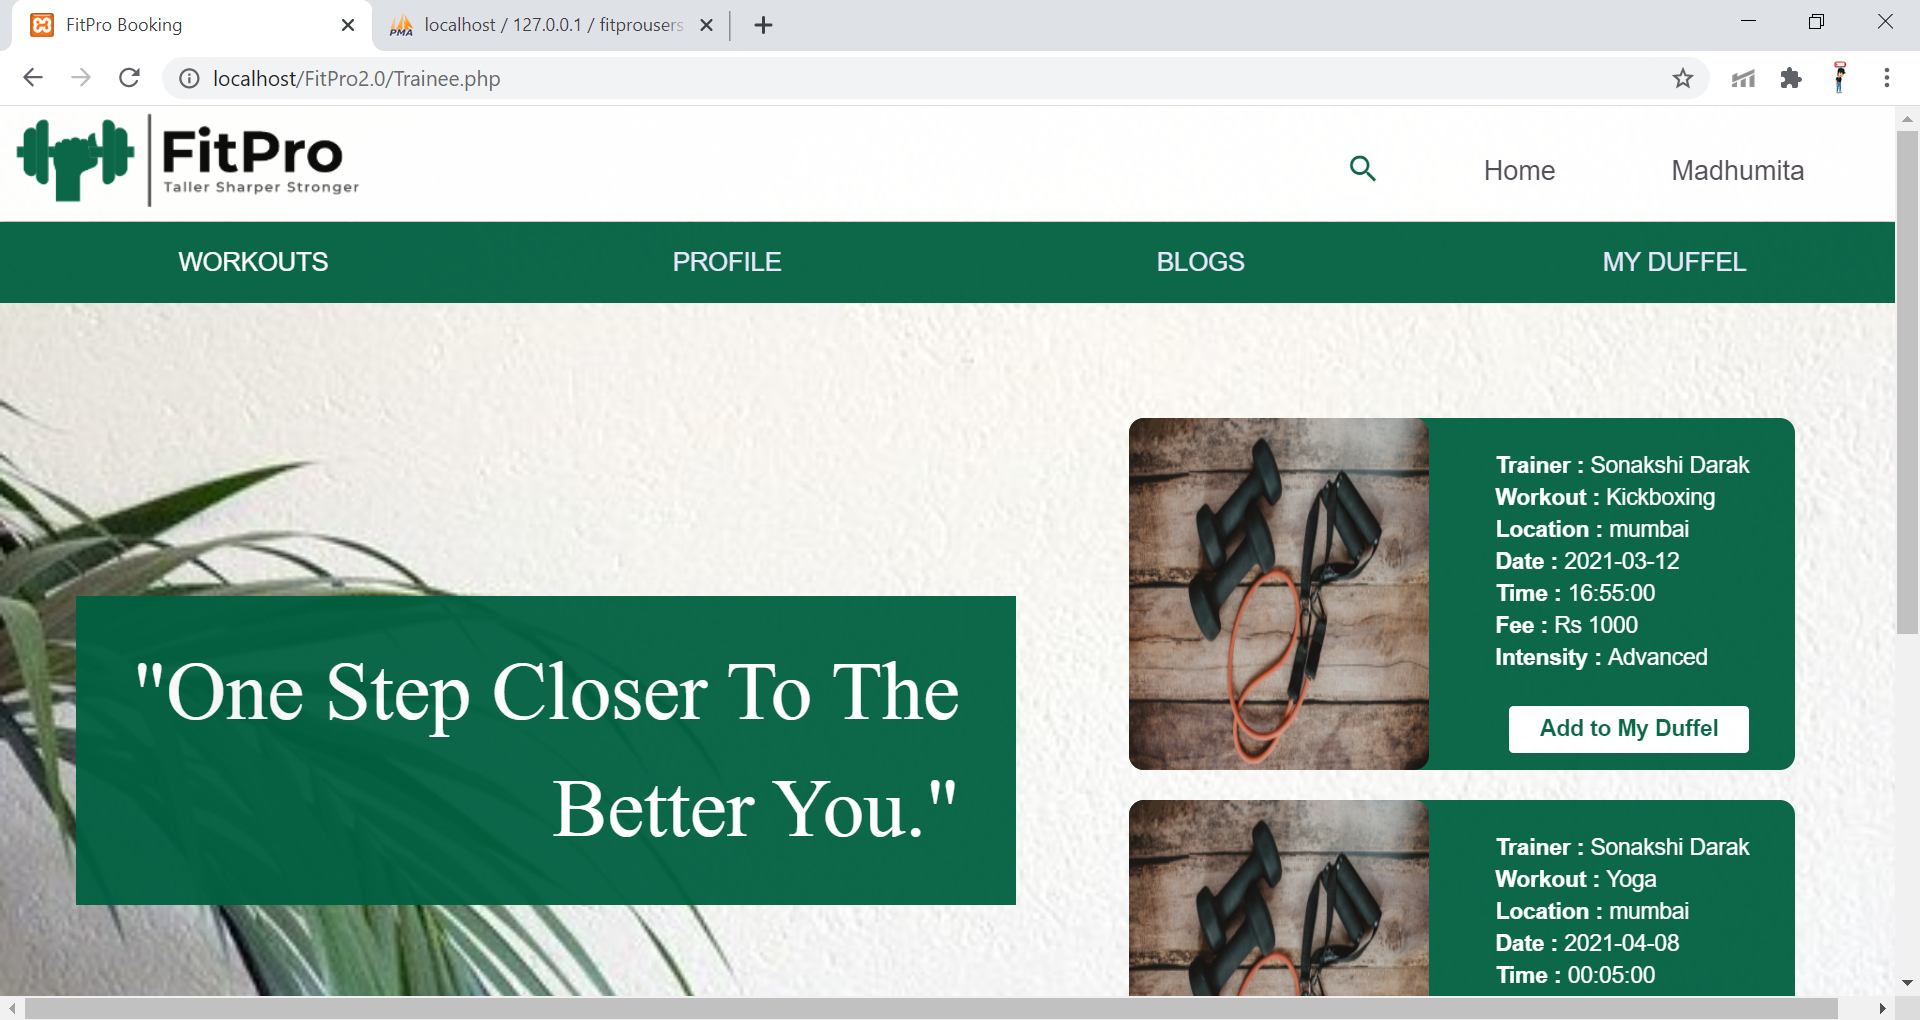 FitPro Booking
localhost / 127.0.0.1 / fitprousers
localhost/FitPro2.0/Trainee.php
FitPro
Taller Sharper Stronger
Home
Madhumita
WORKOUTS
PROFILE
BLOGS
MY DUFFEL
"One Step Closer To The
Better You."
Trainer : Sonakshi Darak
Workout : Kickboxing
Location : mumbai
Date : 2021-03-12
Time : 16:55:00
Fee : Rs 1000
Intensity : Advanced
Add to My Duffel
Trainer : Sonakshi Darak
Workout : Yoga
Location : mumbai
Date : 2021-04-08
Time : 00:05:00